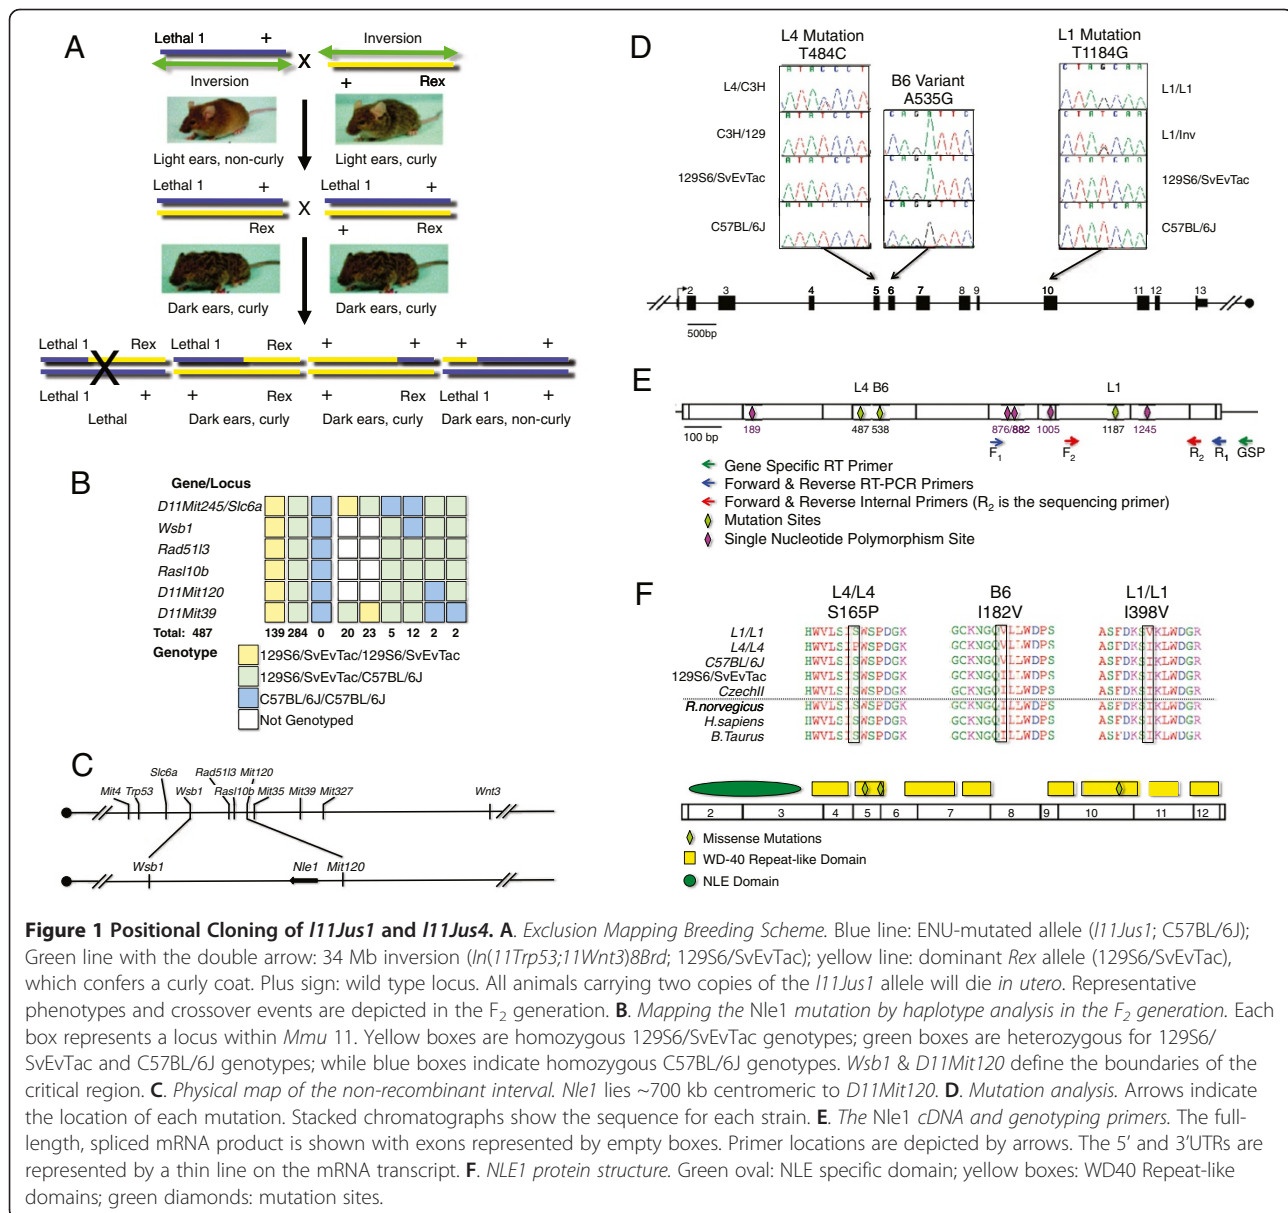 A
Lethal 1 +
Inversion
X
Inversion
+ Rex
Light ears, non-curly
Light ears, curly
Lethal 1 +
Rex
X
Lethal 1 +
+ Rex
Dark ears, curly
Dark ears, curly
Lethal 1 Rex
Lethal 1 Rex
+ +
+ +
X
Lethal 1 +
+ Rex
+ Rex
Lethal 1 +
Lethal
Dark ears, curly
Dark ears, curly
Dark ears, non-curly
B
Gene/Locus
D11Mit245/Slc6a
Wsb1
Rad51l3
Rasl10b
D11Mit120
D11Mit39
Total: 487 139 284 0 20 23 5 12 2 2
Genotype
129S6/SvEvTac/129S6/SvEvTac
129S6/SvEvTac/C57BL/6J
C57BL/6J/C57BL/6J
Not Genotyped
C
Slc6a Rad51l3 Mit120
Mit4 Trp53 Wsb1 Rasl10b Mit35 Mit39 Mit327 Wnt3
Wsb1 Nle1 Mit120
D
L4 Mutation
T484C
B6 Variant
A535G
L1 Mutation
T1184G
L4/C3H
C3H/129
129S6/SvEvTac
C57BL/6J
A T A C C C T
A T A T C C T
C A G A T T C
C A G G T T C
C T A G C A A
C T A T C A A
L1/L1
L1/Inv
129S6/SvEvTac
C57BL/6J
2 3 4 5 6 7 8 9 10 11 12 13
500bp
E
L4 B6 L1
189 487 538 876/882 1005 1187 1245
100 bp
F1 F2 R2 R1 GSP
Gene Specific RT Primer
Forward & Reverse RT-PCR Primers
Forward & Reverse Internal Primers (R2 is the sequencing primer)
Mutation Sites
Single Nucleotide Polymorphism Site
F
L4/L4
S165P
B6
I182V
L1/L1
I398V
L1/L1 HWVLSISWSPDGK GCKNGQVLLWDPS ASFDKSVKLWDGR
L4/L4 HWVLSIPWSPDGK GCKNGQVLLWDPS ASFDKSIKLWDGR
C57BL/6J HWVLSISWSPDGK GCKNGQVLLWDPS ASFDKSIKLWDGR
129S6/SvEvTac HWVLSISWSPDGK GCKNGQILLWDPS ASFDKSIKLWDGR
CzechII HWVLSISWSPDGK GCKNGQILLWDPS ASFDKSIKLWDGR
R.norvegicus HWVLSISWSPDGK GCKNGQILLWDPS ASFDKSIKLWDGR
H.sapiens HWVLSISWSPDGR GCKNGQILLWDPS ASFDKSIKLWDGR
B.Taurus HWVLSISWSPDGK GCKNGQILLWDPS ASFDKSIKLWDGR
2 3 4 5 6 7 8 9 10 11 12
Missense Mutations
WD-40 Repeat-like Domain
NLE Domain
Figure 1 Positional Cloning of l11Jus1 and l11Jus4. A. Exclusion Mapping Breeding Scheme. Blue line: ENU-mutated allele (l11Jus1; C57BL/6J);
Green line with the double arrow: 34 Mb inversion (In(11Trp53;11Wnt3)8Brd; 129S6/SvEvTac); yellow line: dominant Rex allele (129S6/SvEvTac),
which confers a curly coat. Plus sign: wild type locus. All animals carrying two copies of the l11Jus1 allele will die in utero. Representative
phenotypes and crossover events are depicted in the F2 generation. B. Mapping the Nle1 mutation by haplotype analysis in the F2 generation. Each
box represents a locus within Mmu 11. Yellow boxes are homozygous 129S6/SvEvTac genotypes; green boxes are heterozygous for 129S6/
SvEvTac and C57BL/6J genotypes; while blue boxes indicate homozygous C57BL/6J genotypes. Wsb1 & D11Mit120 define the boundaries of the
critical region. C. Physical map of the non-recombinant interval. Nle1 lies ~700 kb centromeric to D11Mit120. D. Mutation analysis. Arrows indicate
the location of each mutation. Stacked chromatographs show the sequence for each strain. E. The Nle1 cDNA and genotyping primers. The full-
length, spliced mRNA product is shown with exons represented by empty boxes. Primer locations are depicted by arrows. The 5' and 3'UTRs are
represented by a thin line on the mRNA transcript. F. NLE1 protein structure. Green oval: NLE specific domain; yellow boxes: WD40 Repeat-like
domains; green diamonds: mutation sites.